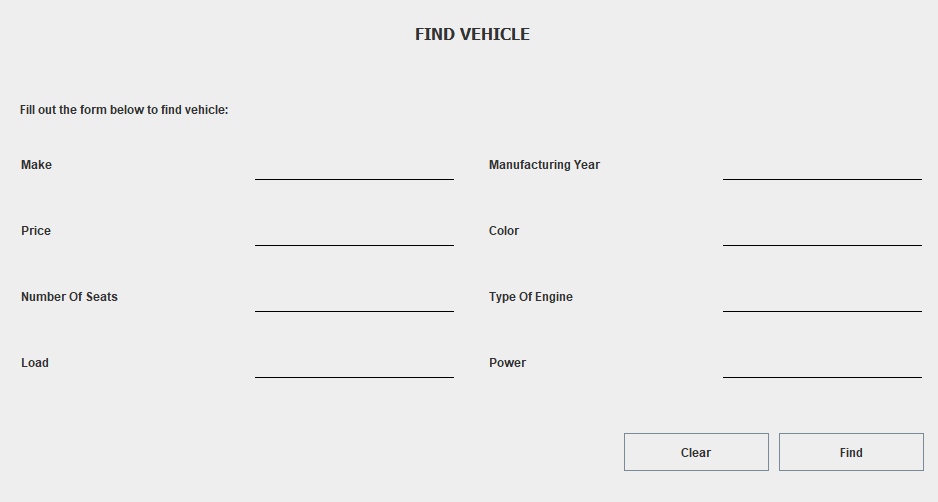 FIND VEHICLE
Fill out the form below to find vehicle:
Make
Manufacturing Year
Price
Color
Number Of Seats
Type Of Engine
Load
Power
Clear
Find